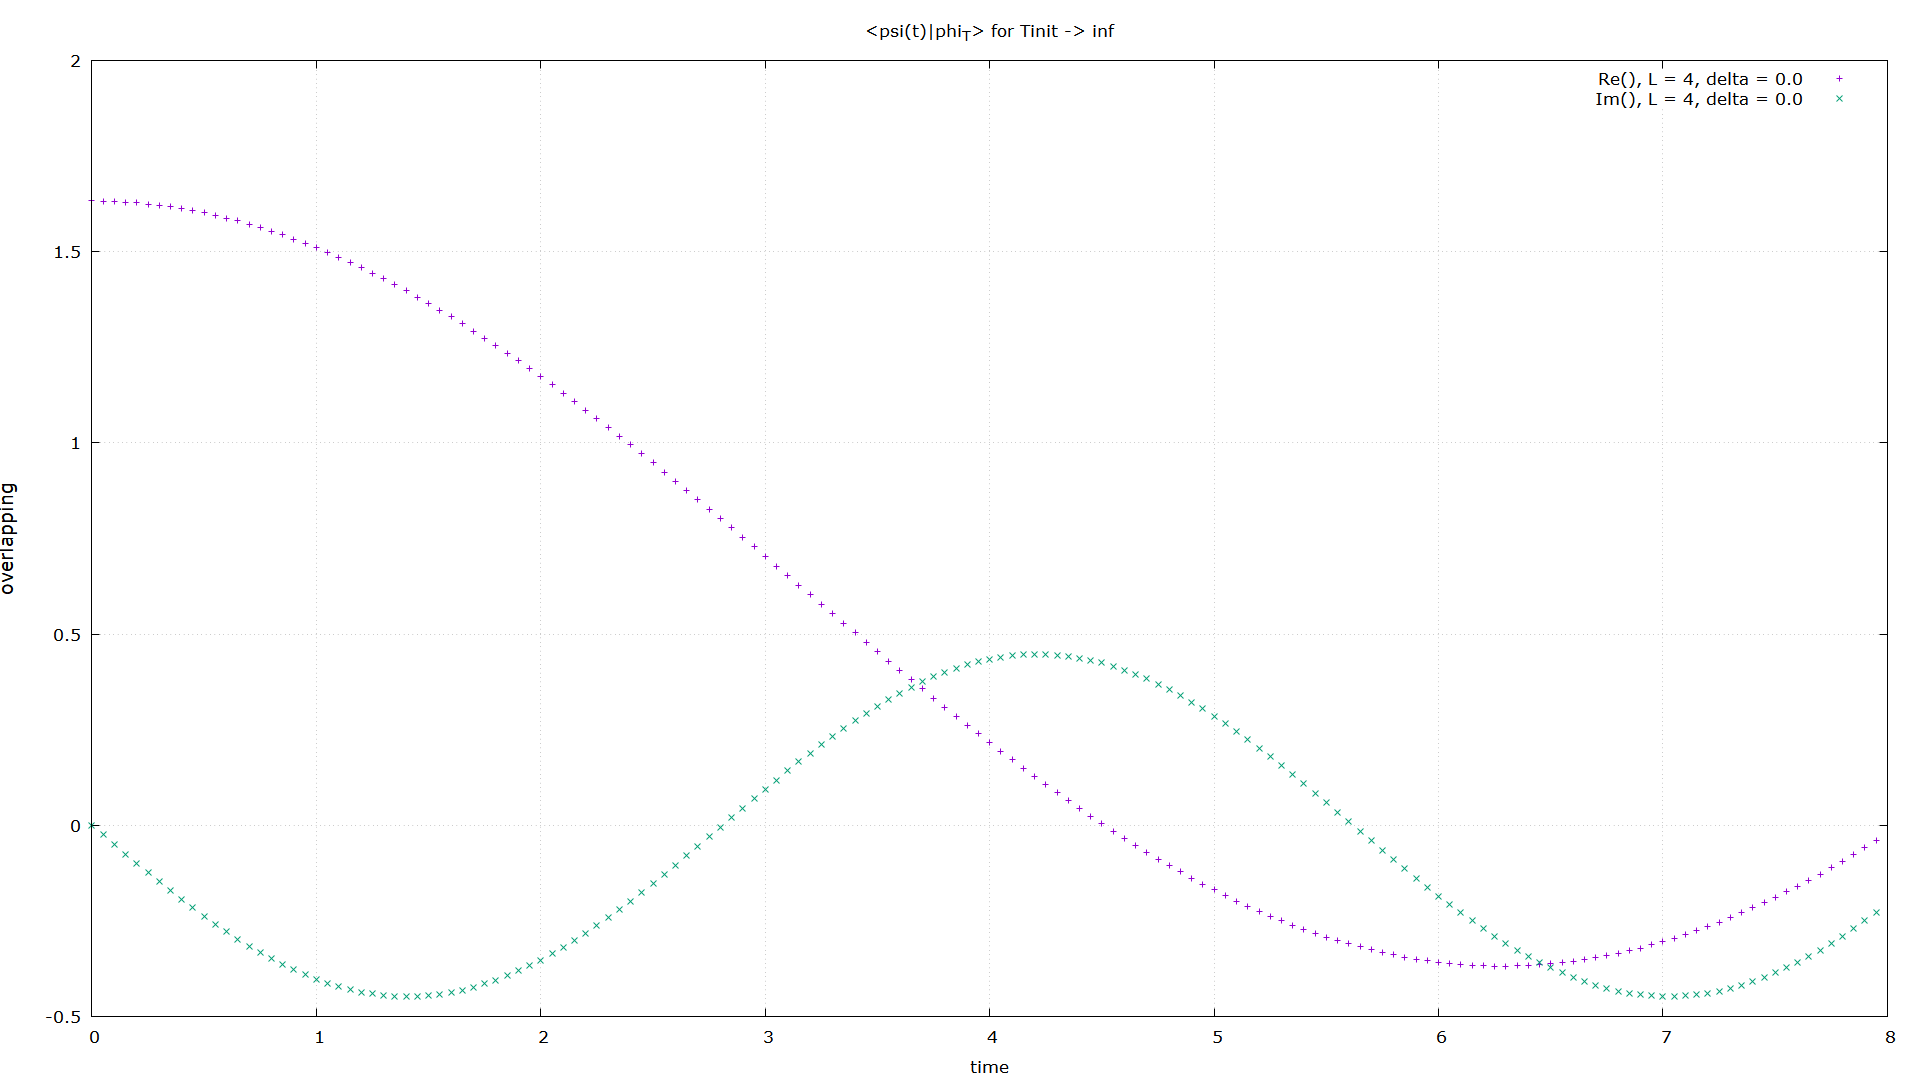 <psi(t)|phiT> for Tinit -> inf
Re(), L = 4, delta = 0.0
Im(), L = 4, delta = 0.0
2
1.5
1
0.5
0
-0.5
overlapping
0 1 2 3 4 5 6 7 8
time